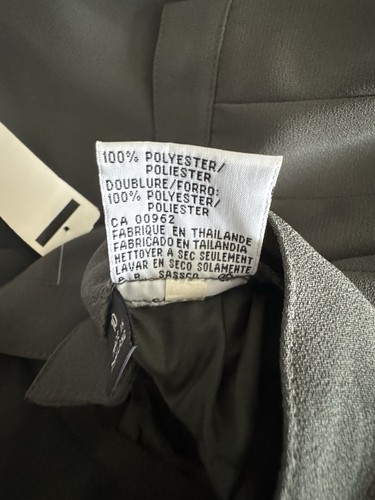 100% POLYESTER/
POLIESTER
DOUBLURE/FORRO:
100% POLYESTER/
POLIESTER
CA 00962
FABRIQUE EN THAILANDE
FABRICADO EN TAILANDIA
NETTOYER A SEC SEULEMENT
LAVAR EN SECO SOLAMENTE
SASSCO